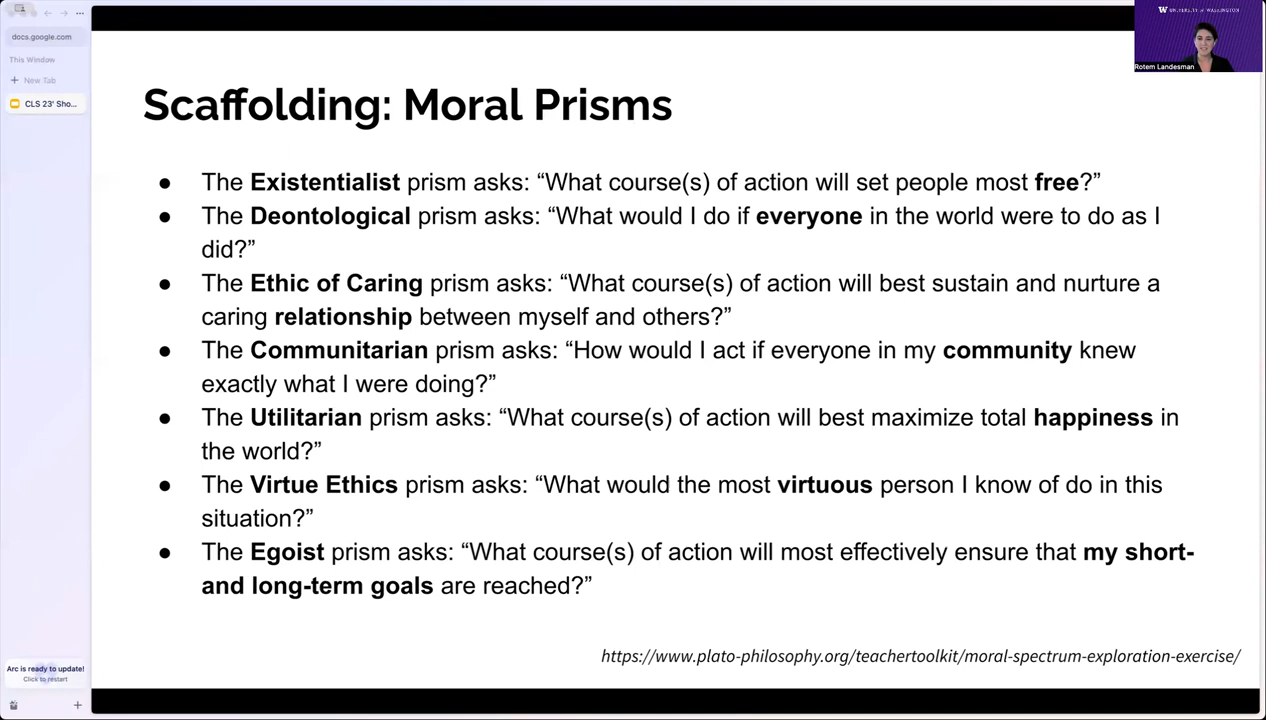 docs.google.com
This Window
New Tab
CLS 23' Sho...
Arc is ready to update!
Click to restart
W UNIVERSITY of WASHINGTON
Rotem Landesman
Scaffolding: Moral Prisms
● The Existentialist prism asks: “What course(s) of action will set people most free?”
● The Deontological prism asks: “What would I do if everyone in the world were to do as I
did?”
● The Ethic of Caring prism asks: “What course(s) of action will best sustain and nurture a
caring relationship between myself and others?”
● The Communitarian prism asks: “How would I act if everyone in my community knew
exactly what I were doing?”
● The Utilitarian prism asks: “What course(s) of action will best maximize total happiness in
the world?”
● The Virtue Ethics prism asks: “What would the most virtuous person I know of do in this
situation?”
● The Egoist prism asks: “What course(s) of action will most effectively ensure that my short-
and long-term goals are reached?”
https://www.plato-philosophy.org/teachertoolkit/moral-spectrum-exploration-exercise/